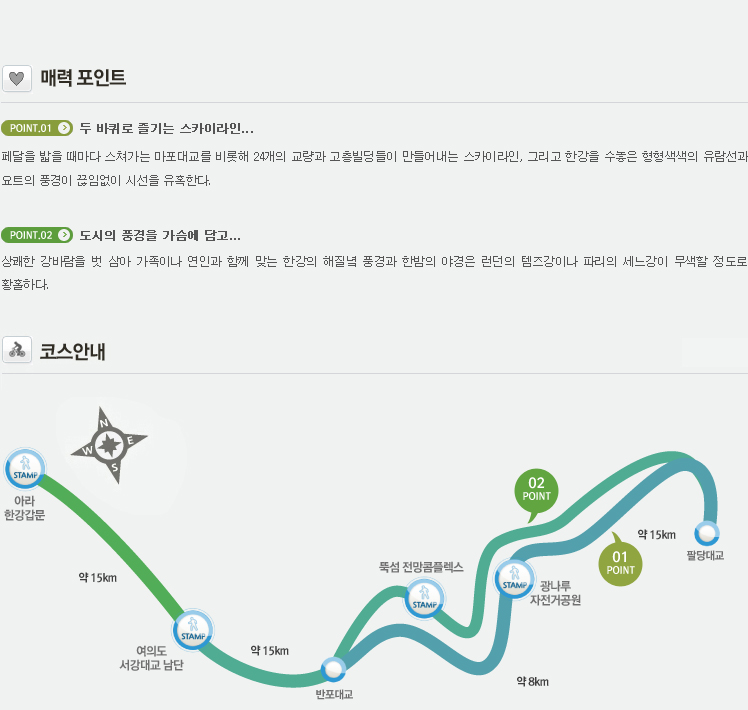 매력 포인트
POINT.01 두 바퀴로 즐기는 스카이라인...
페달을 밟을 때마다 스쳐가는 마포대교를 비롯해 24개의 교량과 고층빌딩들이 만들어내는 스카이라인, 그리고 한강을 수놓은 형형색색의 유람선과
요트의 풍경이 끊임없이 시선을 유혹한다.
POINT.02 도시의 풍경을 가슴에 담고...
상쾌한 강바람을 벗 삼아 가족이나 연인과 함께 맞는 한강의 해질녘 풍경과 한밤의 야경은 런던의 템즈강이나 파리의 세느강이 무색할 정도로
황홀하다.
코스안내
N
W E
S
STAMP
아라
한강갑문
02
POINT
약 15km
팔당대교
01
POINT
뚝섬 전망콤플렉스
STAMP
STAMP
광나루
자전거공원
약 15km
STAMP
여의도
서강대교 남단
약 15km
반포대교
약 8km